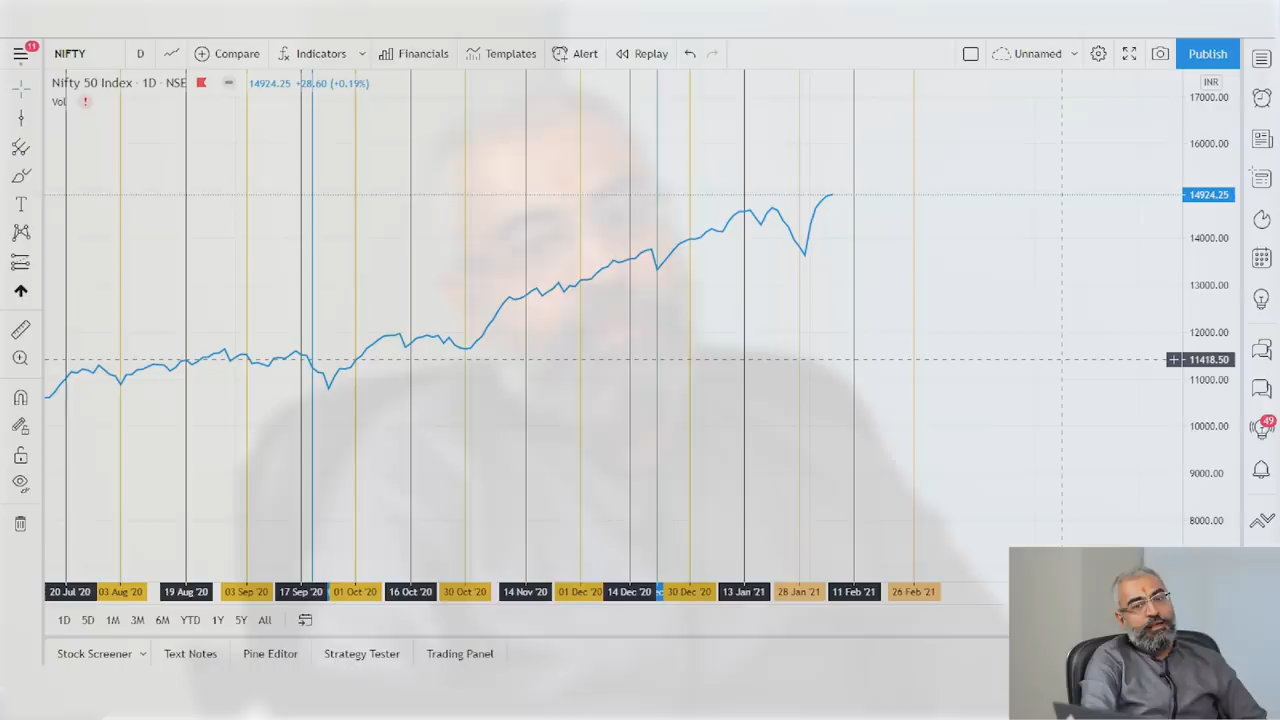 11
NIFTY D Compare Indicators Financials Templates Alert Replay Unnamed Publish
Nifty 50 Index · 1D · NSE 14924.25 +28.60 (+0.19%)
Vol !
INR
17000.00
16000.00
14924.25
14000.00
13000.00
12000.00
11418.50
11000.00
10000.00
49
9000.00
8000.00
20 Jul '20 03 Aug '20 19 Aug '20 03 Sep '20 17 Sep '20 01 Oct '20 16 Oct '20 30 Oct '20 14 Nov '20 01 Dec '20 14 Dec '20 30 Dec '20 13 Jan '21 28 Jan '21 11 Feb '21 26 Feb '21
1D 5D 1M 3M 6M YTD 1Y 5Y All
Stock Screener Text Notes Pine Editor Strategy Tester Trading Panel